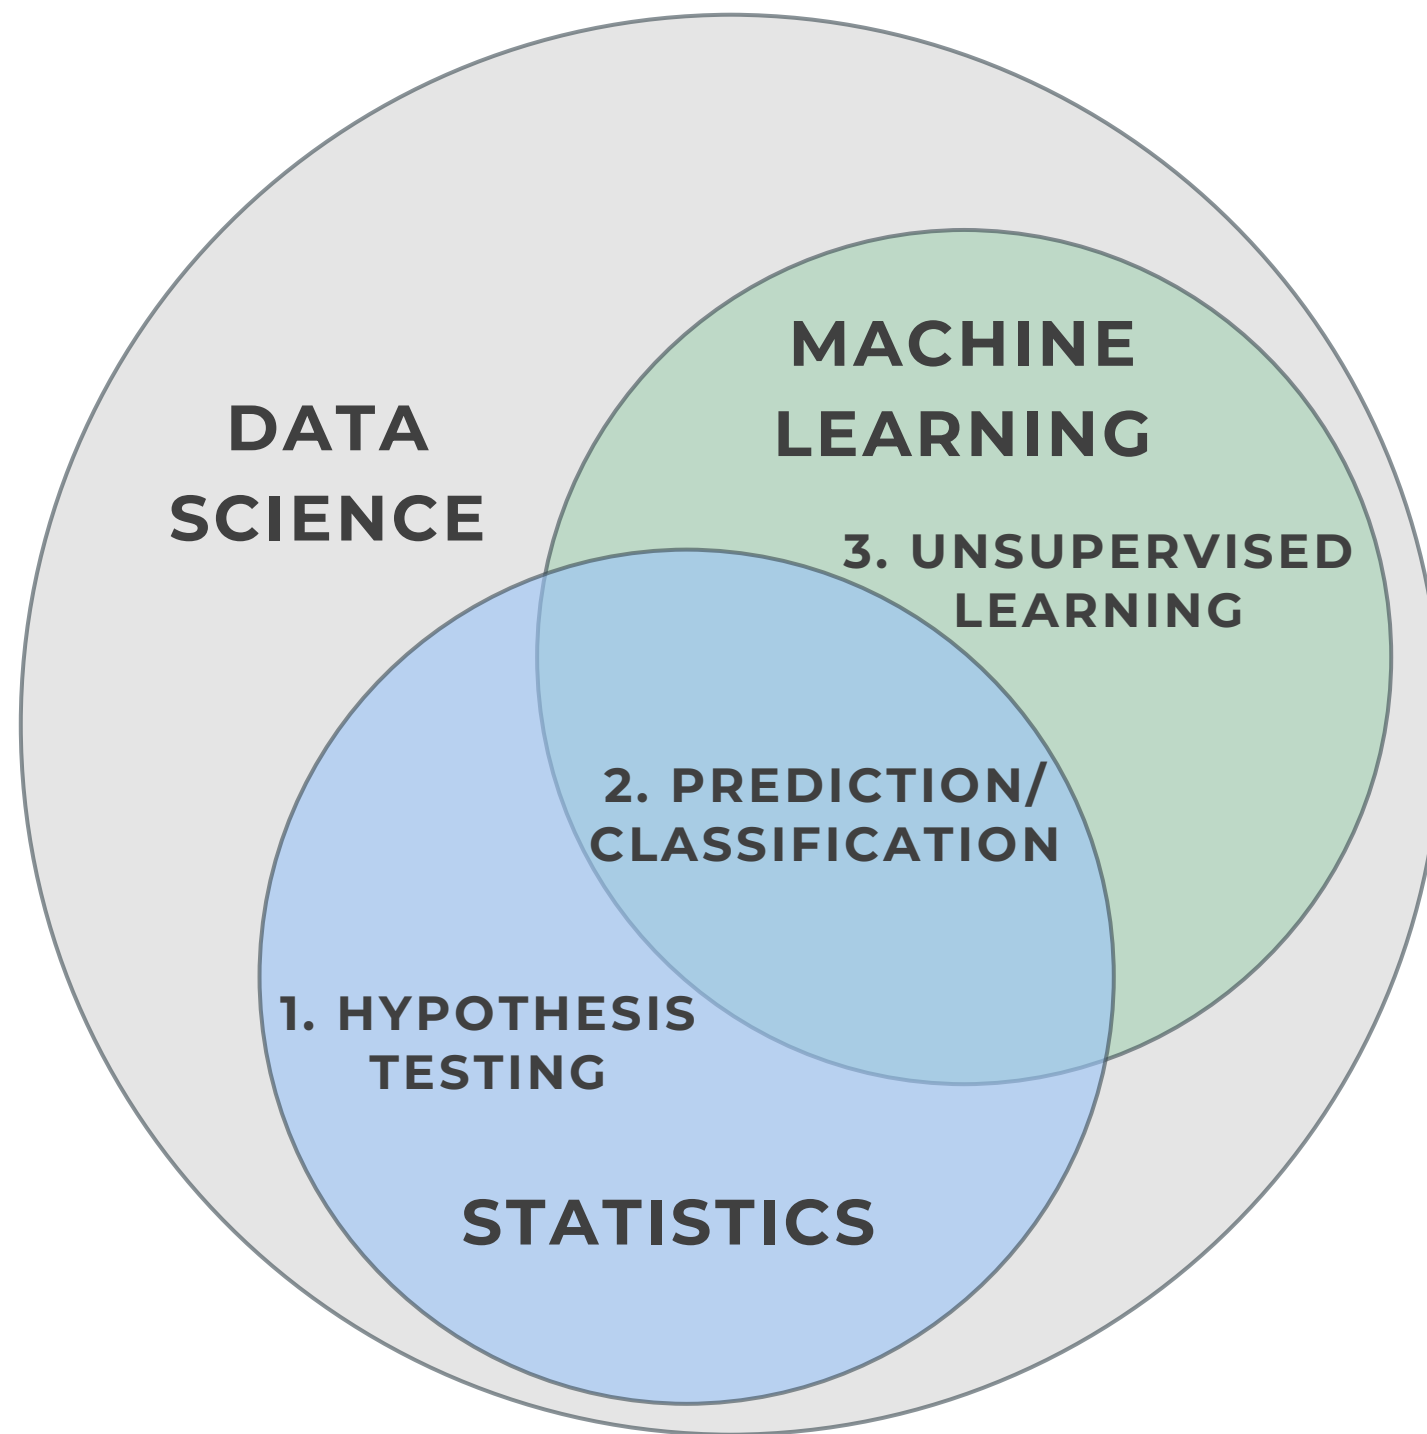 MACHINE
LEARNING
DATA
SCIENCE
3. UNSUPERVISED
LEARNING
2. PREDICTION/
CLASSIFICATION
1. HYPOTHESIS
TESTING
STATISTICS